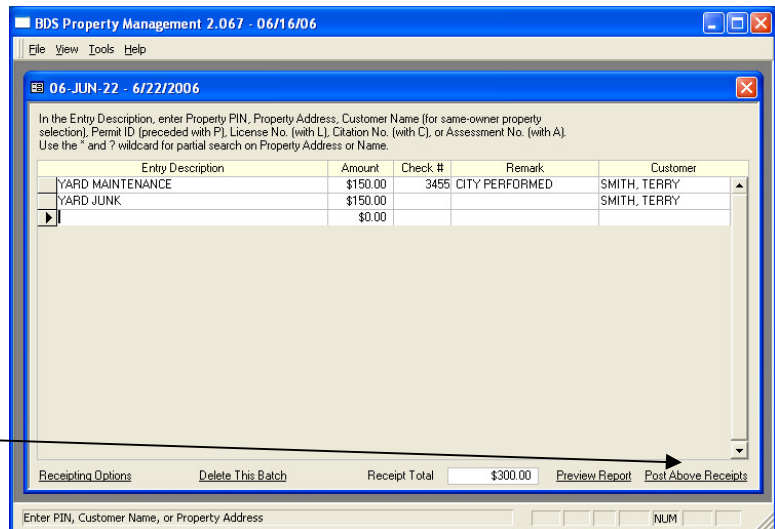 BDS Property Management 2.067 - 06/16/06
File View Tools Help
06-JUN-22 - 6/22/2006
In the Entry Description, enter Property PIN, Property Address, Customer Name (for same-owner property
selection), Permit ID (preceded with P), License No. (with L), Citation No. (with C), or Assessment No. (with A).
Use the * and ? wildcard for partial search on Property Address or Name.
Entry Description Amount Check # Remark Customer
YARD MAINTENANCE $150.00 3455 CITY PERFORMED SMITH, TERRY
YARD JUNK $150.00 SMITH, TERRY
$0.00
Receipting Options Delete This Batch Receipt Total $300.00 Preview Report Post Above Receipts
Enter PIN, Customer Name, or Property Address NUM